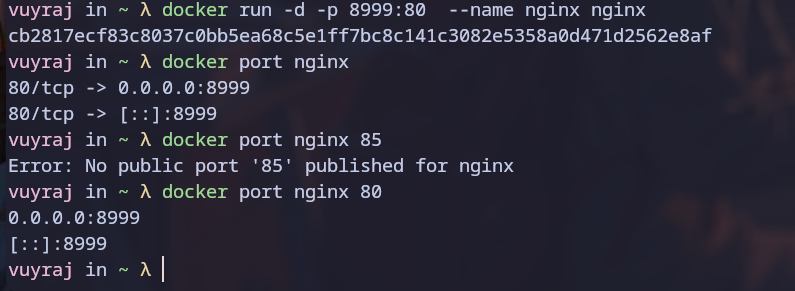 vuyraj in ~ λ docker run -d -p 8999:80  --name nginx nginx
cb2817ecf83c8037c0bb5ea68c5e1ff7bc8c141c3082e5358a0d471d2562e8af
vuyraj in ~ λ docker port nginx
80/tcp -> 0.0.0.0:8999
80/tcp -> [::]:8999
vuyraj in ~ λ docker port nginx 85
Error: No public port '85' published for nginx
vuyraj in ~ λ docker port nginx 80
0.0.0.0:8999
[::]:8999
vuyraj in ~ λ